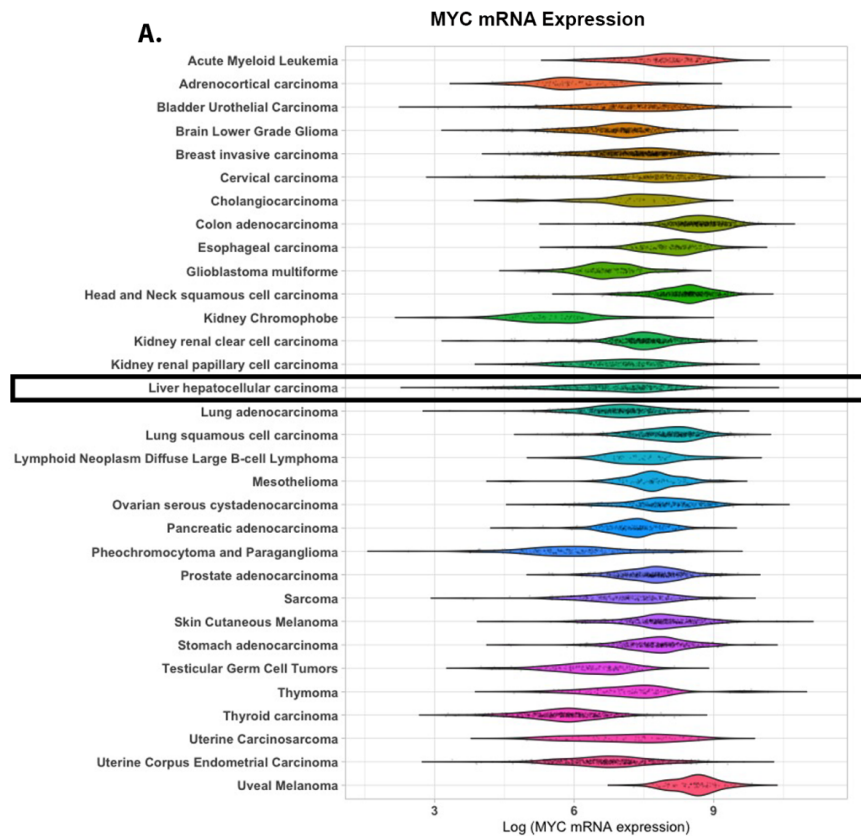 A.
MYC mRNA Expression
Acute Myeloid Leukemia
Adrenocortical carcinoma
Bladder Urothelial Carcinoma
Brain Lower Grade Glioma
Breast invasive carcinoma
Cervical carcinoma
Cholangiocarcinoma
Colon adenocarcinoma
Esophageal carcinoma
Glioblastoma multiforme
Head and Neck squamous cell carcinoma
Kidney Chromophobe
Kidney renal clear cell carcinoma
Kidney renal papillary cell carcinoma
Liver hepatocellular carcinoma
Lung adenocarcinoma
Lung squamous cell carcinoma
Lymphoid Neoplasm Diffuse Large B-cell Lymphoma
Mesothelioma
Ovarian serous cystadenocarcinoma
Pancreatic adenocarcinoma
Pheochromocytoma and Paraganglioma
Prostate adenocarcinoma
Sarcoma
Skin Cutaneous Melanoma
Stomach adenocarcinoma
Testicular Germ Cell Tumors
Thymoma
Thyroid carcinoma
Uterine Carcinosarcoma
Uterine Corpus Endometrial Carcinoma
Uveal Melanoma
3 6 9
Log (MYC mRNA expression)